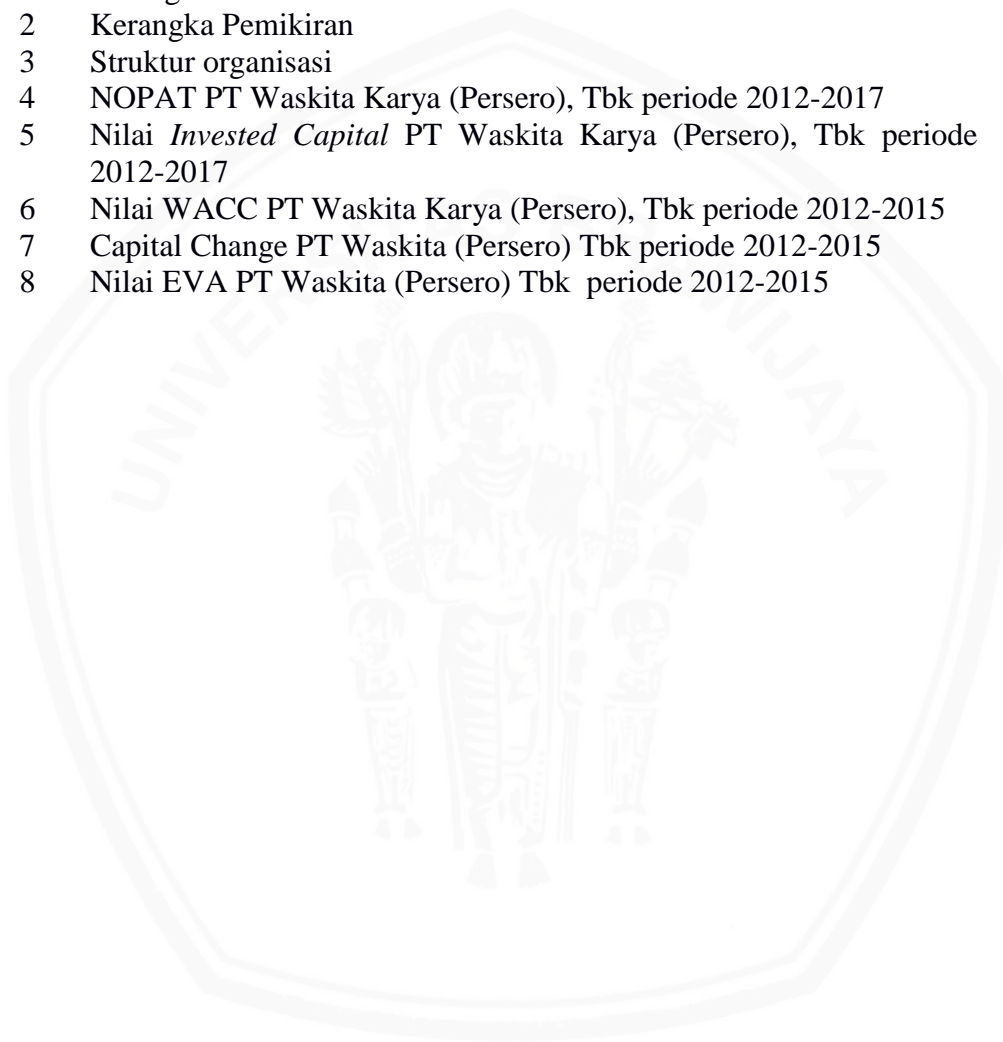 2 Kerangka Pemikiran
3 Struktur organisasi
4 NOPAT PT Waskita Karya (Persero), Tbk periode 2012-2017
5 Nilai Invested Capital PT Waskita Karya (Persero), Tbk periode
2012-2017
6 Nilai WACC PT Waskita Karya (Persero), Tbk periode 2012-2015
7 Capital Change PT Waskita (Persero) Tbk periode 2012-2015
8 Nilai EVA PT Waskita (Persero) Tbk periode 2012-2015